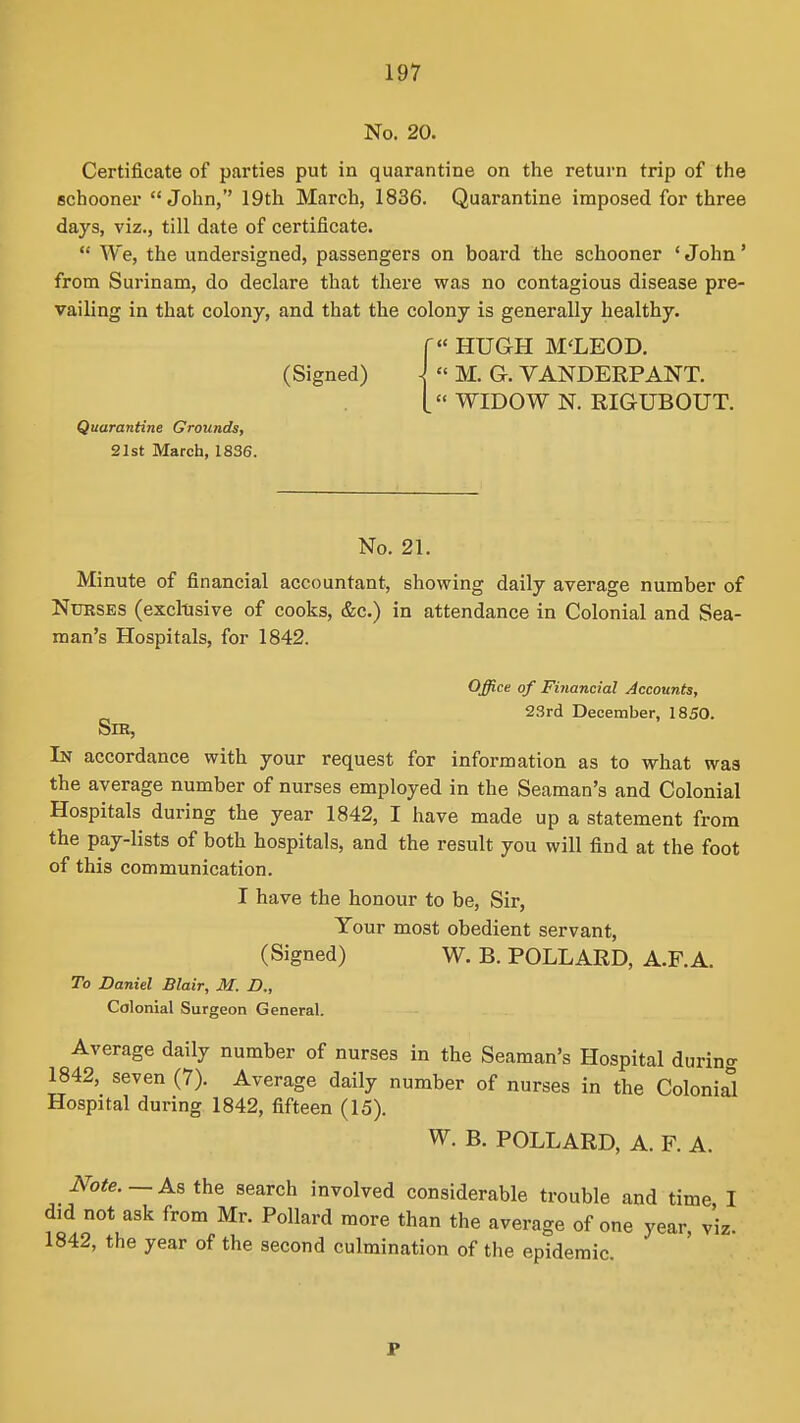 197
No. 20.
Certificate of parties put in quarantine on the return trip of the
schooner “John,” 19th March, 1836. Quarantine imposed for three
days, viz., till date of certificate.
“ We, the undersigned, passengers on board the schooner ‘John’
from Surinam, do declare that there was no contagious disease pre-
vailing in that colony, and that the colony is generally healthy.
“ HUGH M‘LEOD.
(Signed) “ M. G. VANDERPANT.
“ WIDOW N. RIGUBOUT.
Quarantine Grounds,
21st March, 1836.
No. 21.
Minute of financial accountant, showing daily average number of
NURSES (exclusive of cooks, &c.) in attendance in Colonial and Sea-
man’s Hospitals, for 1842.
Office of Financial Accounts,
23rd December, 1850.
SIR,
IN accordance with your request for information as to what was
the average number of nurses employed in the Seaman’s and Colonial
Hospitals during the year 1842, I have made up a statement from
the pay-lists of both hospitals, and the result you will find at the foot
of this communication.
I have the honour to be, Sir,
Your most obedient servant,
(Signed) W. B. POLLARD, A.F.A.
To Daniel Blair, M. D.,
Colonial Surgeon General.
Average daily number of nurses in the Seaman’s Hospital during
1842, seven (7). Average daily number of nurses in the Colonial
Hospital during 1842, fifteen (15).
W. B. POLLARD, A. F. A.
Note. — As the search involved considerable trouble and time, I
did not ask from Mr. Pollard more than the average of one year, viz.
1842, the year of the second culmination of the epidemic.
P